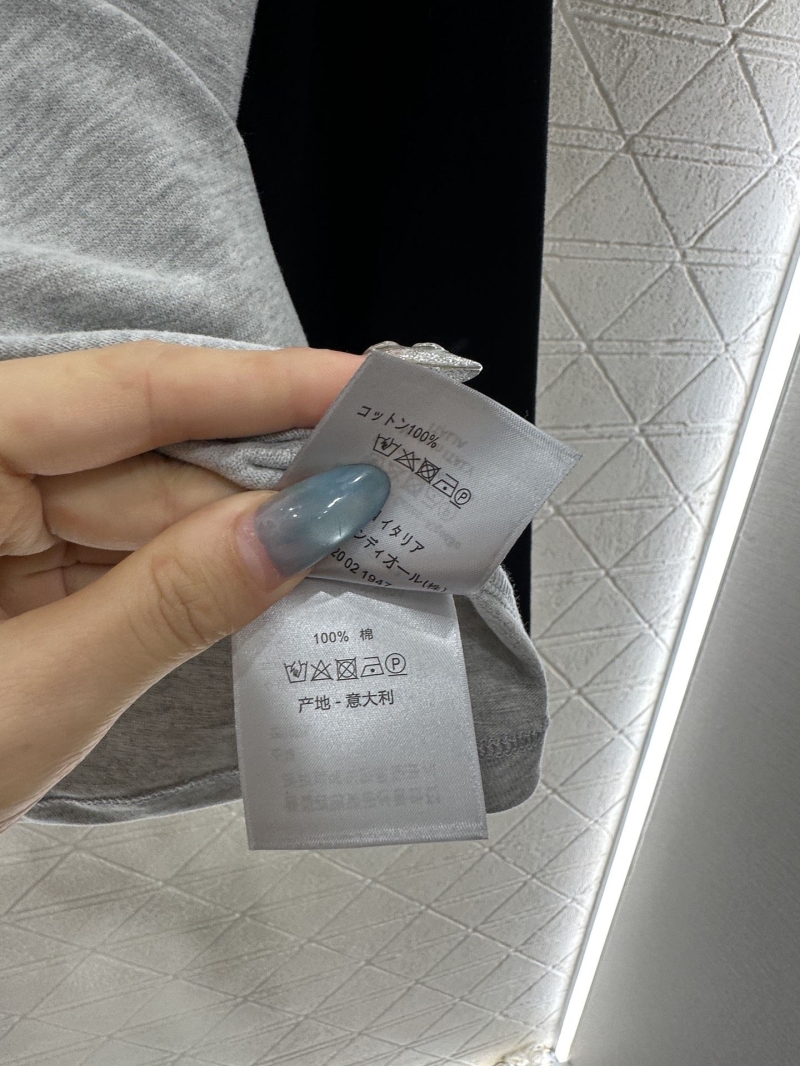 コットン100%
イタリア
ディオール(株)
20 02 1947
100% 棉
产地 - 意大利